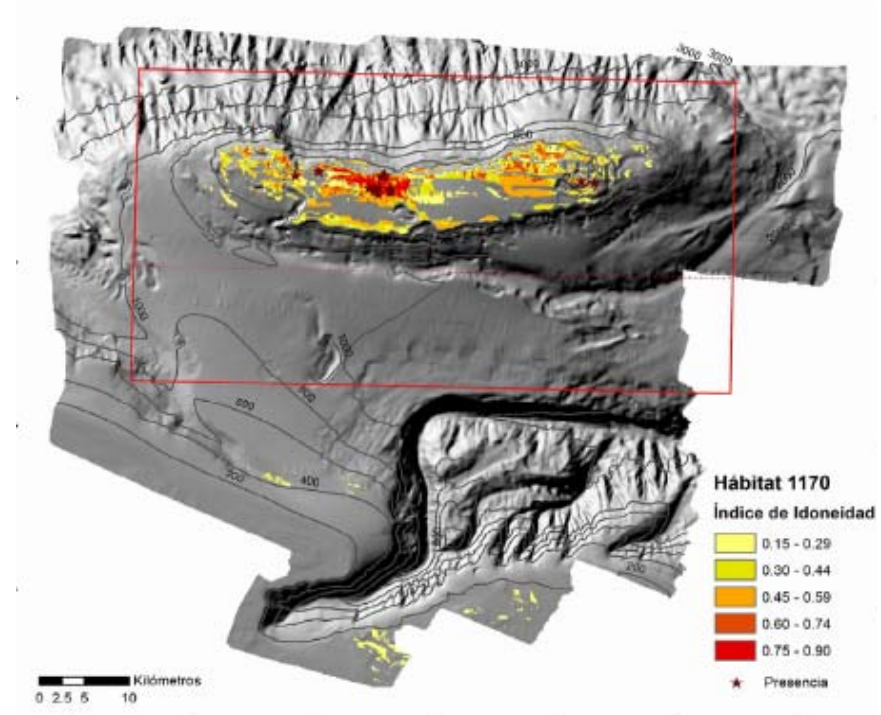 3000
3000
3000
1000
1000
600
400
200
Hábitat 1170
Índice de Idoneidad
0.15 - 0.29
0.30 - 0.44
0.45 - 0.59
0.60 - 0.74
0.75 - 0.90
Presencia
Kilómetros
0 2.5 5 10